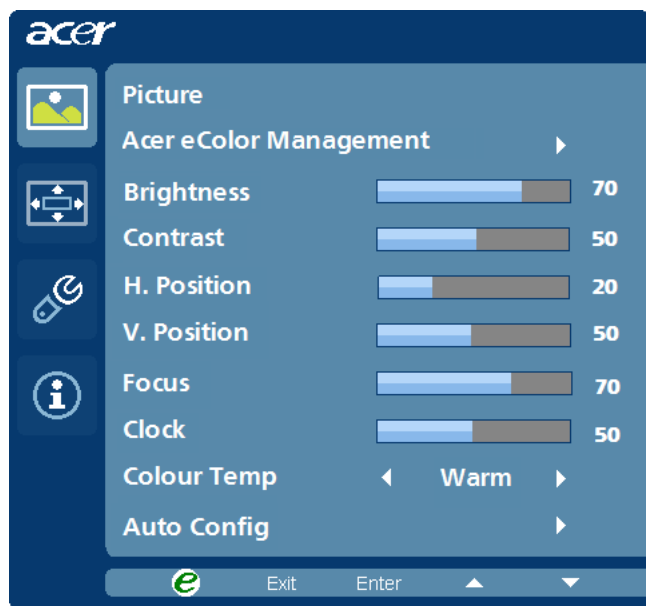 acer
Picture
Acer eColor Management
Brightness 70
Contrast 50
H. Position 20
V. Position 50
Focus 70
Clock 50
Colour Temp Warm
Auto Config
e Exit Enter